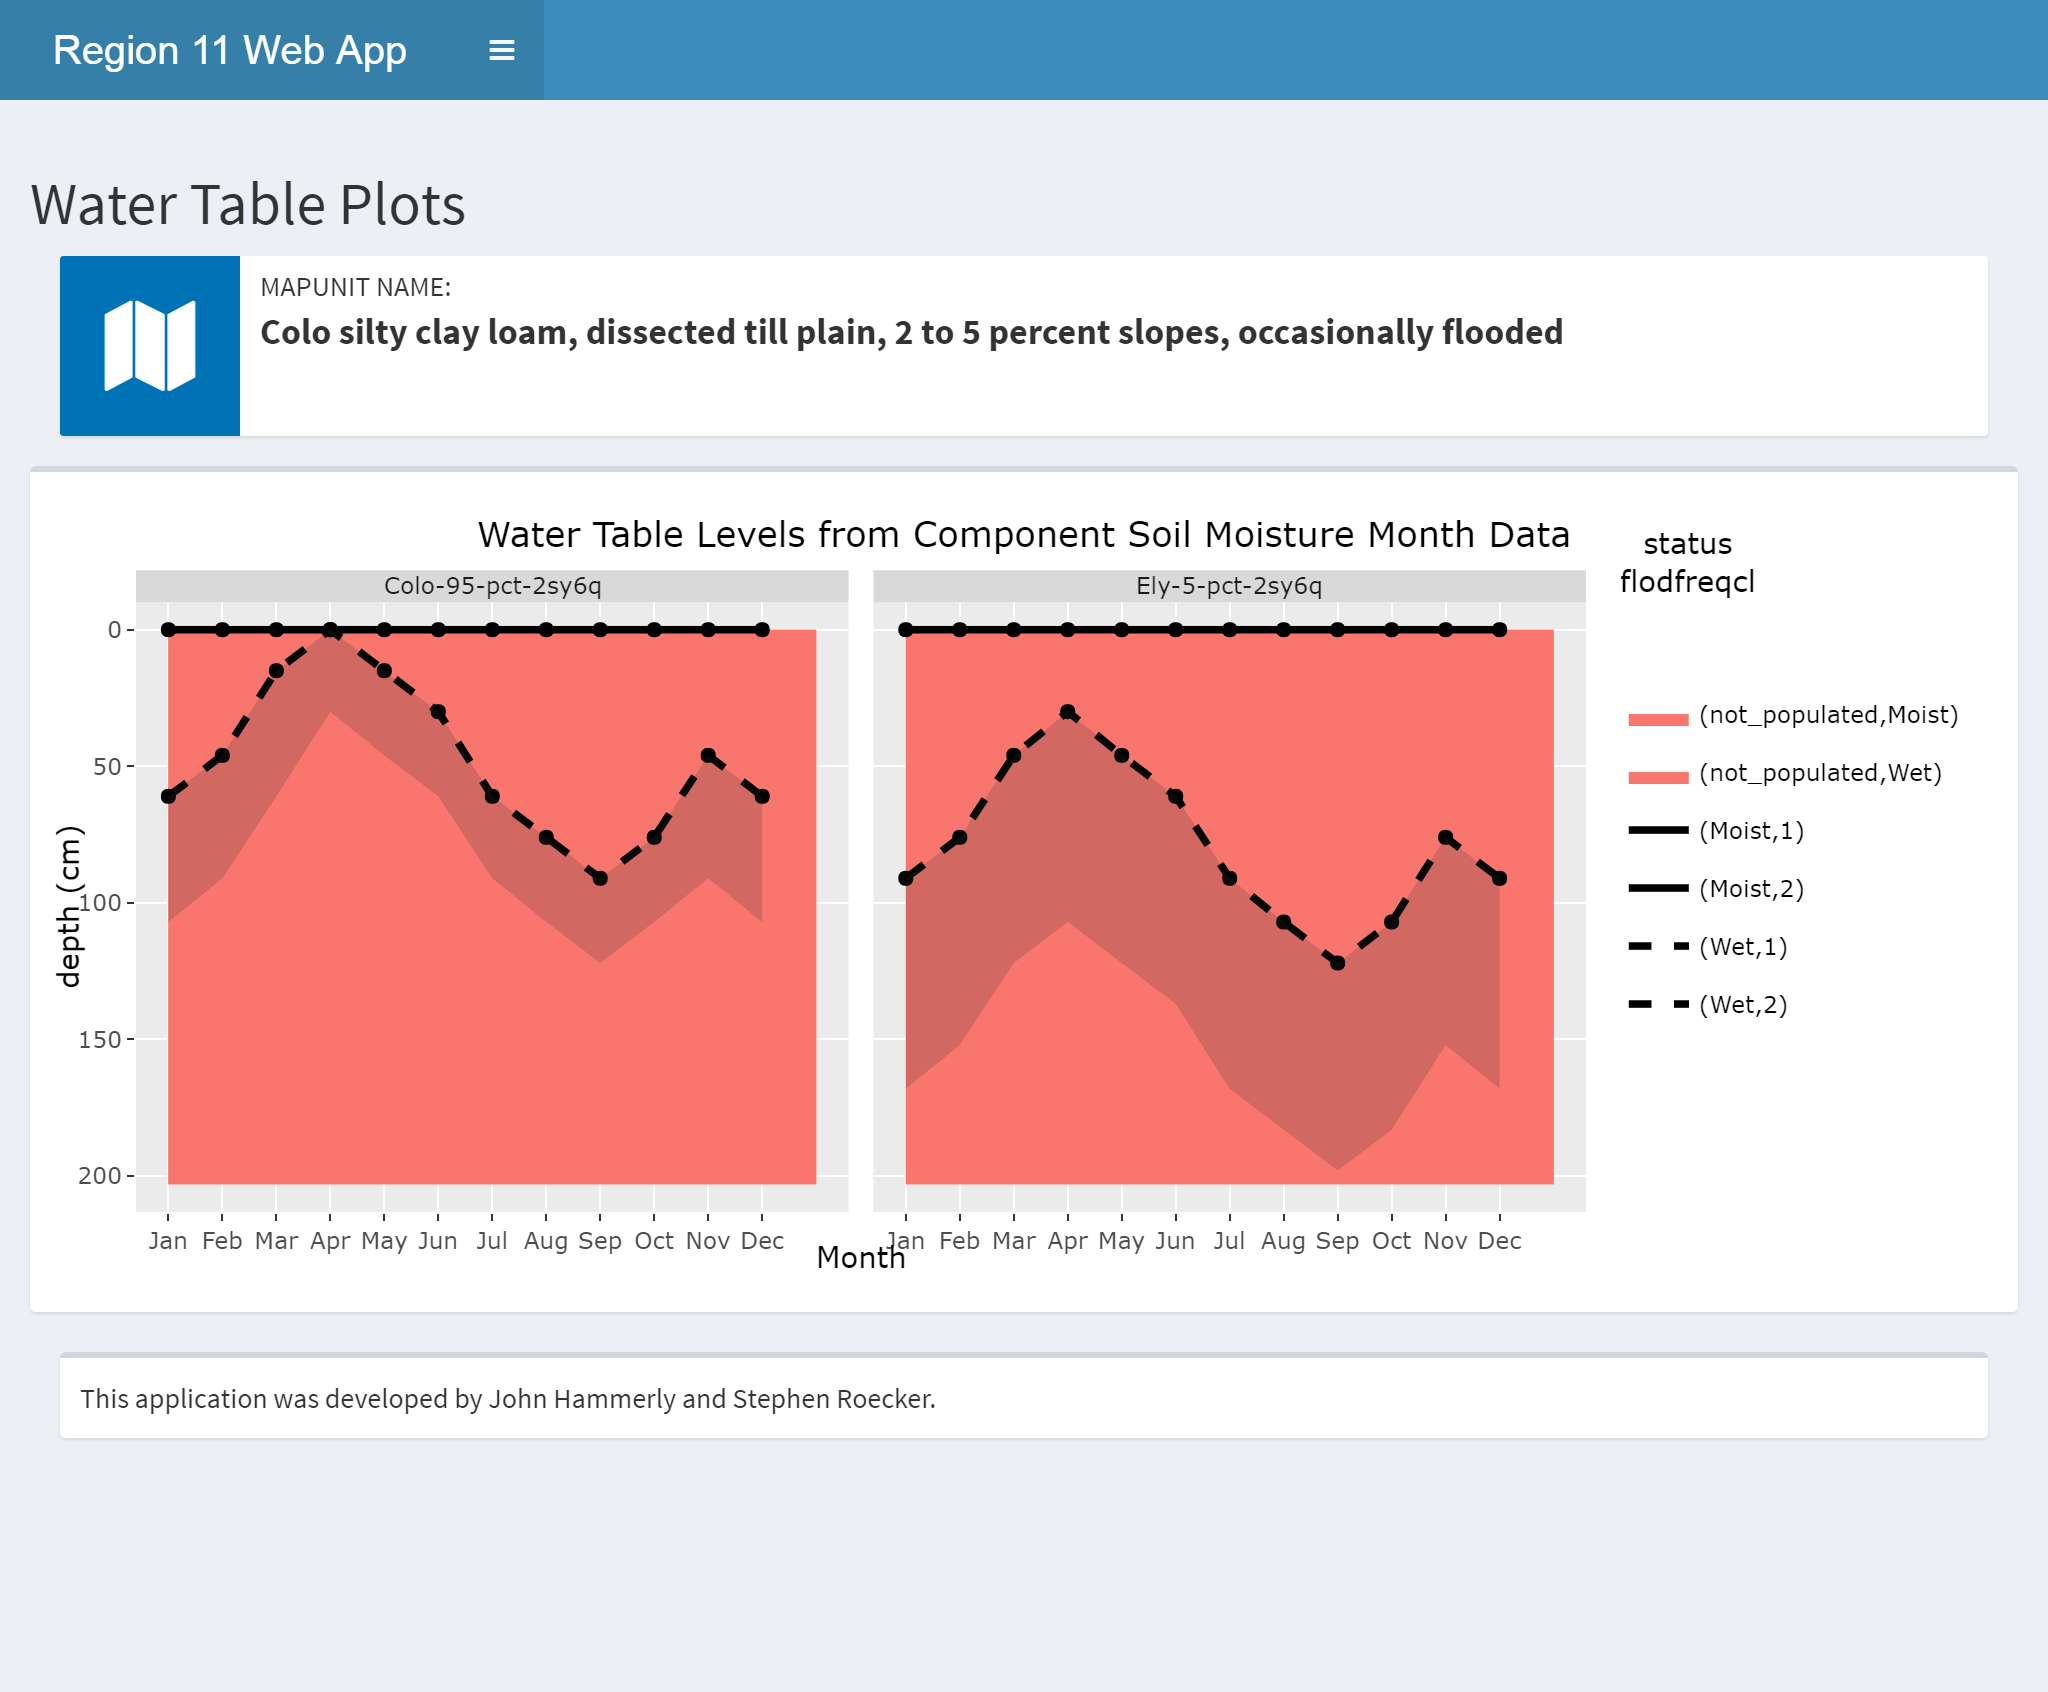 Region 11 Web App
Water Table Plots
MAPUNIT NAME:
Colo silty clay loam, dissected till plain, 2 to 5 percent slopes, occasionally flooded
Water Table Levels from Component Soil Moisture Month Data
status
flodfreqcl
Colo-95-pct-2sy6q
Ely-5-pct-2sy6q
0
50
100
150
200
depth (cm)
(not_populated,Moist)
(not_populated,Wet)
(Moist,1)
(Moist,2)
(Wet,1)
(Wet,2)
Jan Feb Mar Apr May Jun Jul Aug Sep Oct Nov Dec
Jan Feb Mar Apr May Jun Jul Aug Sep Oct Nov Dec
Month
This application was developed by John Hammerly and Stephen Roecker.